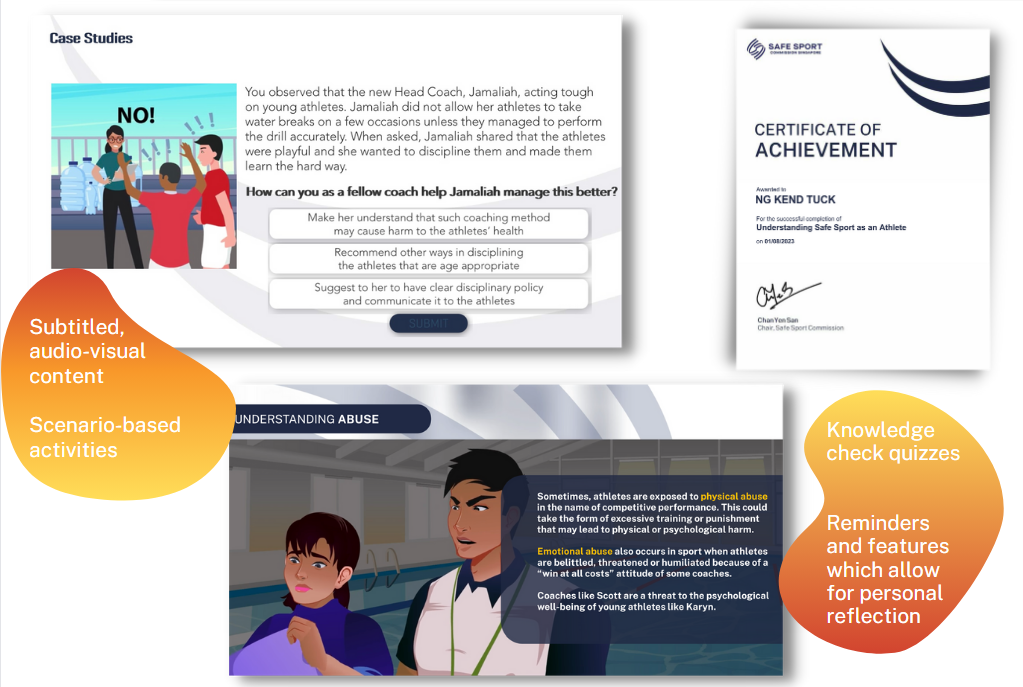 Case Studies
NO!
You observed that the new Head Coach, Jamaliah, acting tough
on young athletes. Jamaliah did not allow her athletes to take
water breaks on a few occasions unless they managed to perform
the drill accurately. When asked, Jamaliah shared that the athletes
were playful and she wanted to discipline them and made them
learn the hard way.
How can you as a fellow coach help Jamaliah manage this better?
Make her understand that such coaching method
may cause harm to the athletes' health
Recommend other ways in disciplining
the athletes that are age appropriate
Suggest to her to have clear disciplinary policy
and communicate it to the athletes
SUBMIT
SAFE SPORT
COMMISSION SINGAPORE
CERTIFICATE OF
ACHIEVEMENT
Awarded to
NG KEND TUCK
For the successful completion of
Understanding Safe Sport as an Athlete
on 01/08/2023
Chan Yen San
Chair, Safe Sport Commission
Subtitled,
audio-visual
content
Scenario-based
activities
UNDERSTANDING ABUSE
Sometimes, athletes are exposed to physical abuse
in the name of competitive performance. This could
take the form of excessive training or punishment
that may lead to physical or psychological harm.
Emotional abuse also occurs in sport when athletes
are belittled, threatened or humiliated because of a
"win at all costs" attitude of some coaches.
Coaches like Scott are a threat to the psychological
well-being of young athletes like Karyn.
Knowledge
check quizzes
Reminders
and features
which allow
for personal
reflection